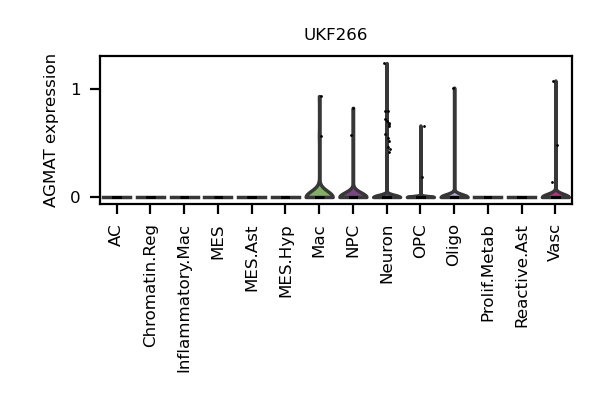 UKF266
AGMAT expression
1
0
AC
Chromatin.Reg
Inflammatory.Mac
MES
MES.Ast
MES.Hyp
Mac
NPC
Neuron
OPC
Oligo
Prolif.Metab
Reactive.Ast
Vasc